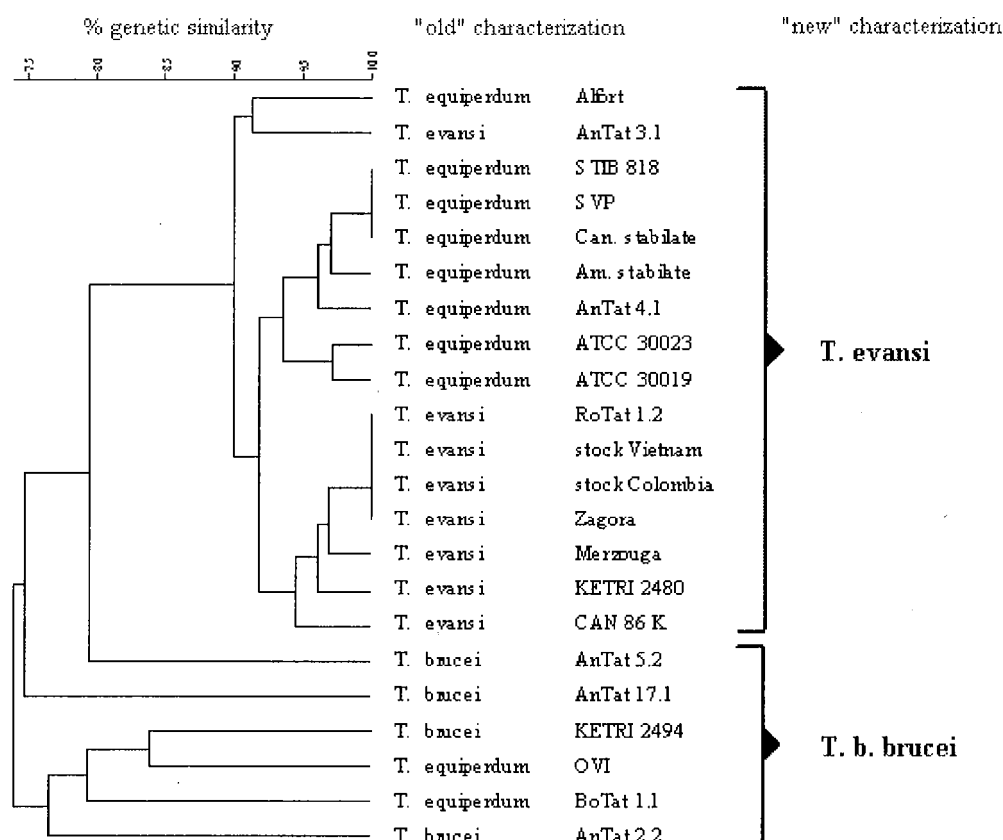 % genetic similarity "old" characterization "new" characterization
75 80 85 90 95 100
T. equiperdum Alfort
T. evansi AnTat 3.1
T. equiperdum STIB 818
T. equiperdum SVP
T. equiperdum Can. stabilate
T. equiperdum Am. stabilate
T. equiperdum AnTat 4.1
T. equiperdum ATCC 30023
T. equiperdum ATCC 30019
T. evansi RoTat 1.2
T. evansi stock Vietnam
T. evansi stock Colombia
T. evansi Zagora
T. evansi Merzouga
T. evansi KETRI 2480
T. evansi CAN 86 K
T. evansi
T. brucei AnTat 5.2
T. brucei AnTat 17.1
T. brucei KETRI 2494
T. equiperdum OVI
T. equiperdum BoTat 1.1
T. brucei AnTat 2.2
T. b. brucei